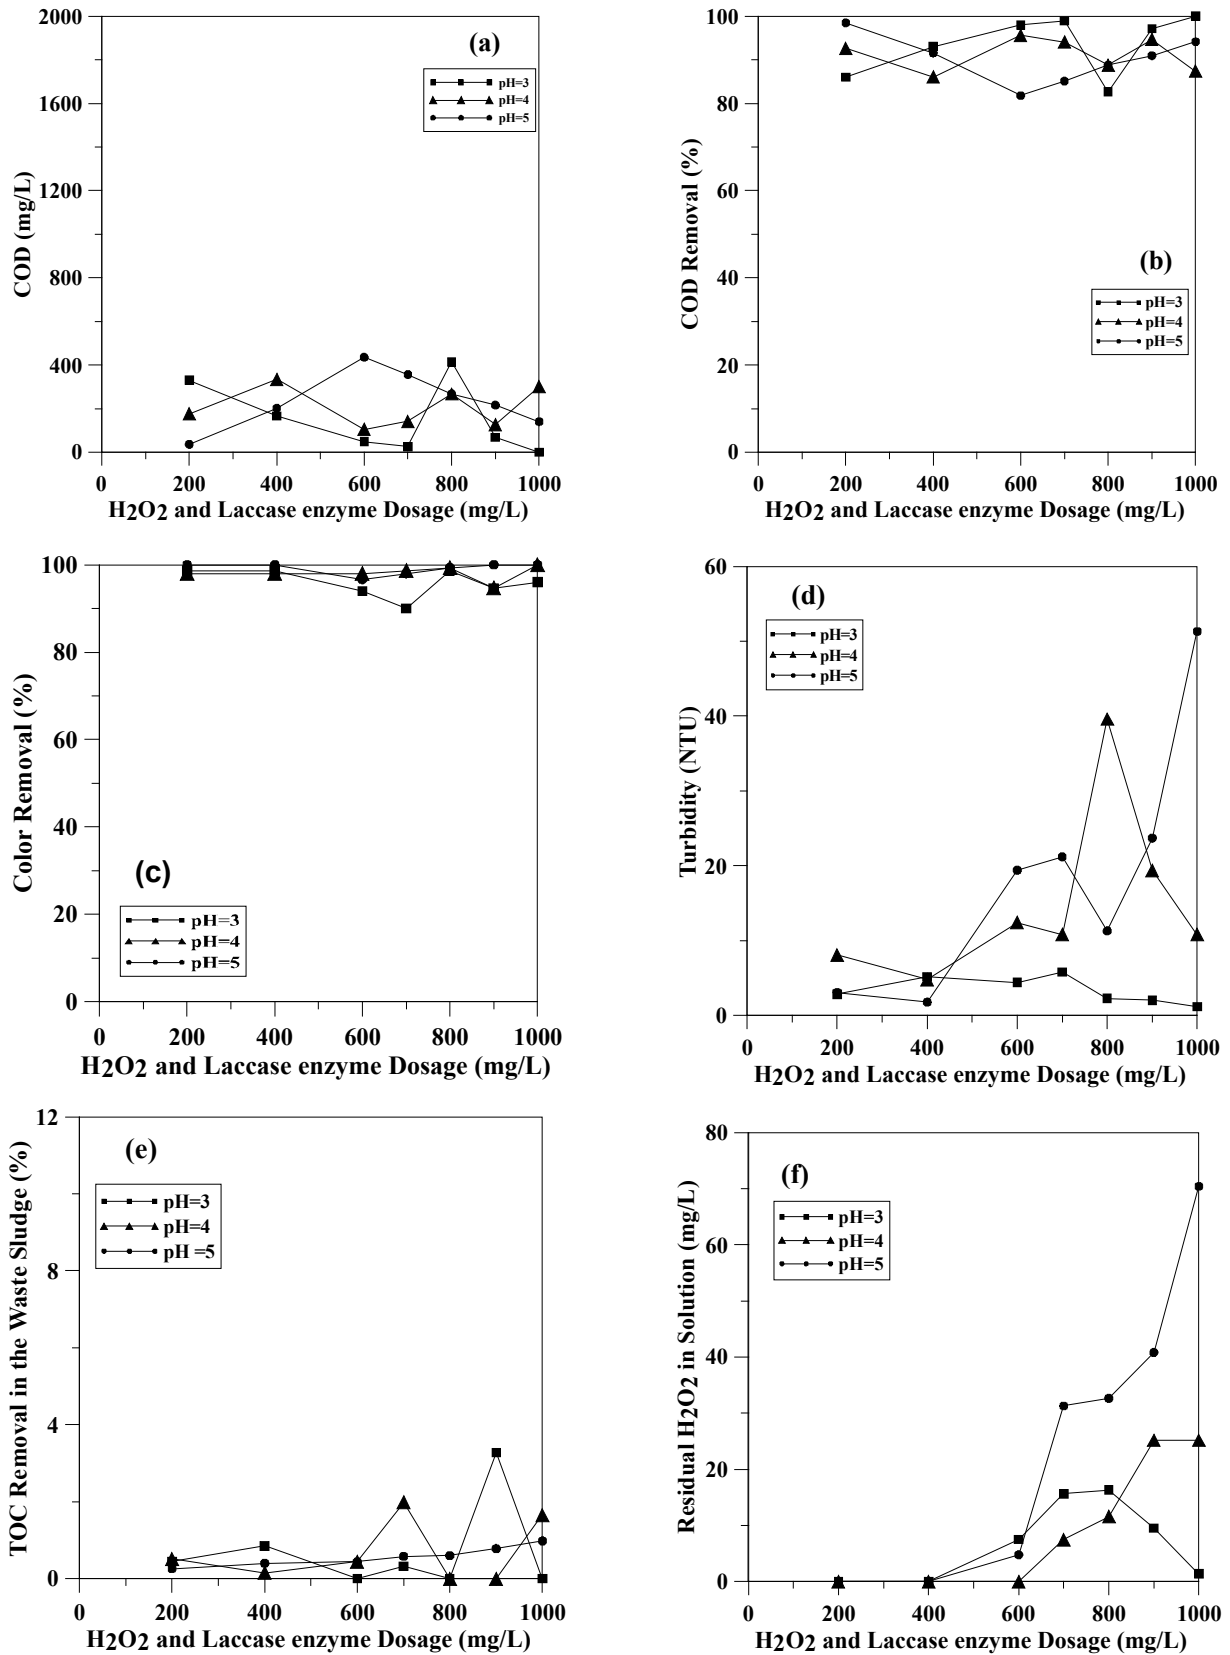 2000
1600
1200
800
400
0
COD (mg/L)
(a)
pH=3
pH=4
pH=5
0 200 400 600 800 1000
H2O2 and Laccase enzyme Dosage (mg/L)
100
80
60
40
20
0
COD Removal (%)
(b)
pH=3
pH=4
pH=5
0 200 400 600 800 1000
H2O2 and Laccase enzyme Dosage (mg/L)
100
80
60
40
20
0
Color Removal (%)
(c)
pH=3
pH=4
pH=5
0 200 400 600 800 1000
H2O2 and Laccase enzyme Dosage (mg/L)
60
40
20
0
Turbidity (NTU)
(d)
pH=3
pH=4
pH=5
0 200 400 600 800 1000
H2O2 and Laccase enzyme Dosage (mg/L)
12
8
4
0
TOC Removal in the Waste Sludge (%)
(e)
pH=3
pH=4
pH =5
0 200 400 600 800 1000
H2O2 and Laccase enzyme Dosage (mg/L)
80
60
40
20
0
Residual H2O2 in Solution (mg/L)
(f)
pH=3
pH=4
pH=5
0 200 400 600 800 1000
H2O2 and Laccase enzyme Dosage (mg/L)